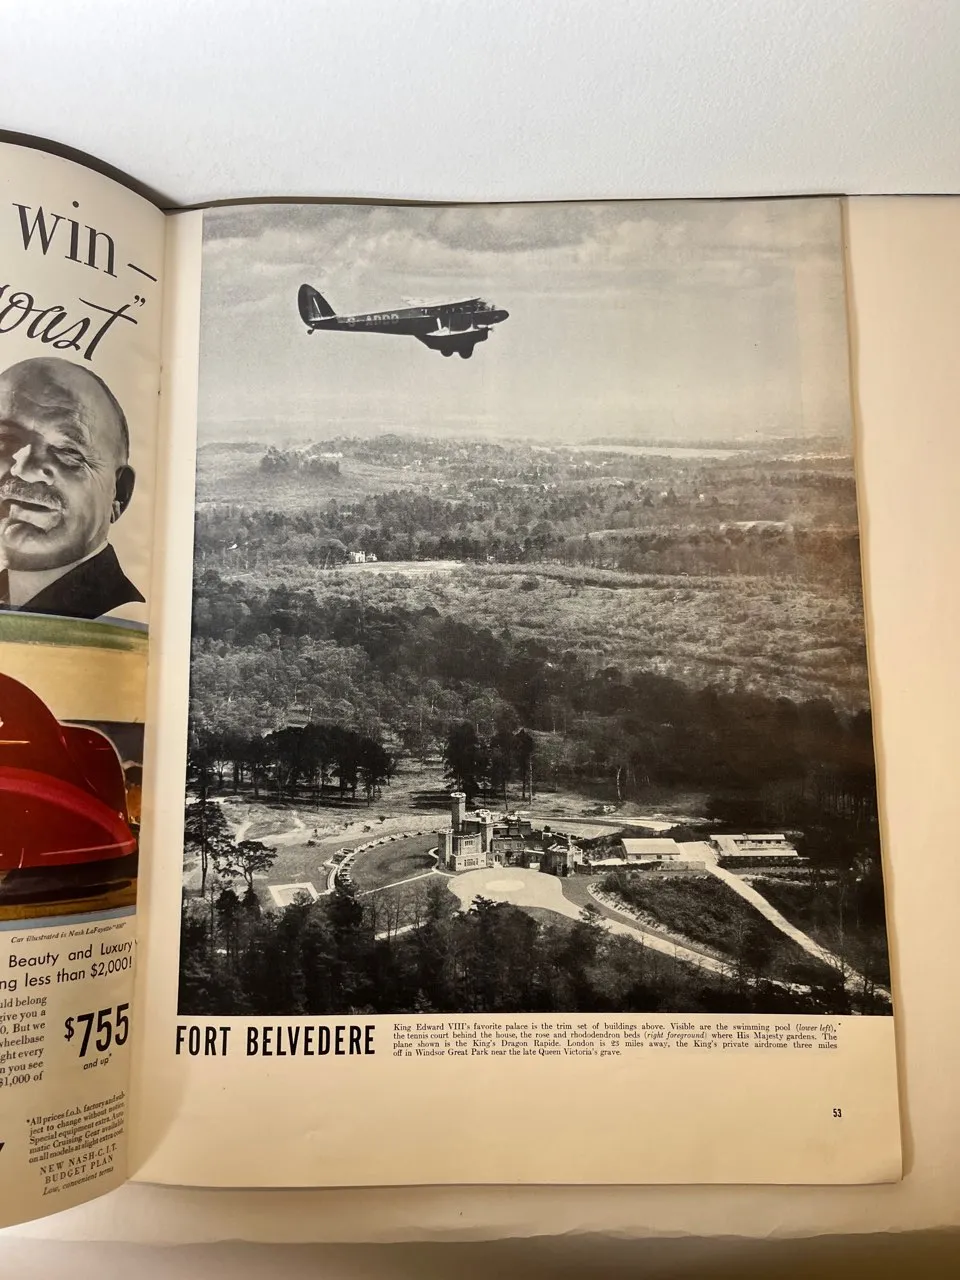 win—
oast"
Car illustrated is Nash LaFayette "400"
Beauty and Luxury
ng less than $2,000!
uld belong
give you a
0, But we
wheelbase
ght every
n you see
$1,000 of
$755
and up*
*All prices f.o.b. factory and sub-
ject to change without notice.
Special equipment extra. Auto-
matic Cruising Gear available
on all models at slight extra cost.
NEW NASH-C.I.T.
BUDGET PLAN
Low, convenient terms
G-ADDD
FORT BELVEDERE
King Edward VIII's favorite palace is the trim set of buildings above. Visible are the swimming pool (lower left),
the tennis court behind the house, the rose and rhododendron beds (right foreground) where His Majesty gardens. The
plane shown is the King's Dragon Rapide. London is 23 miles away, the King's private airdrome three miles
off in Windsor Great Park near the late Queen Victoria's grave.
53